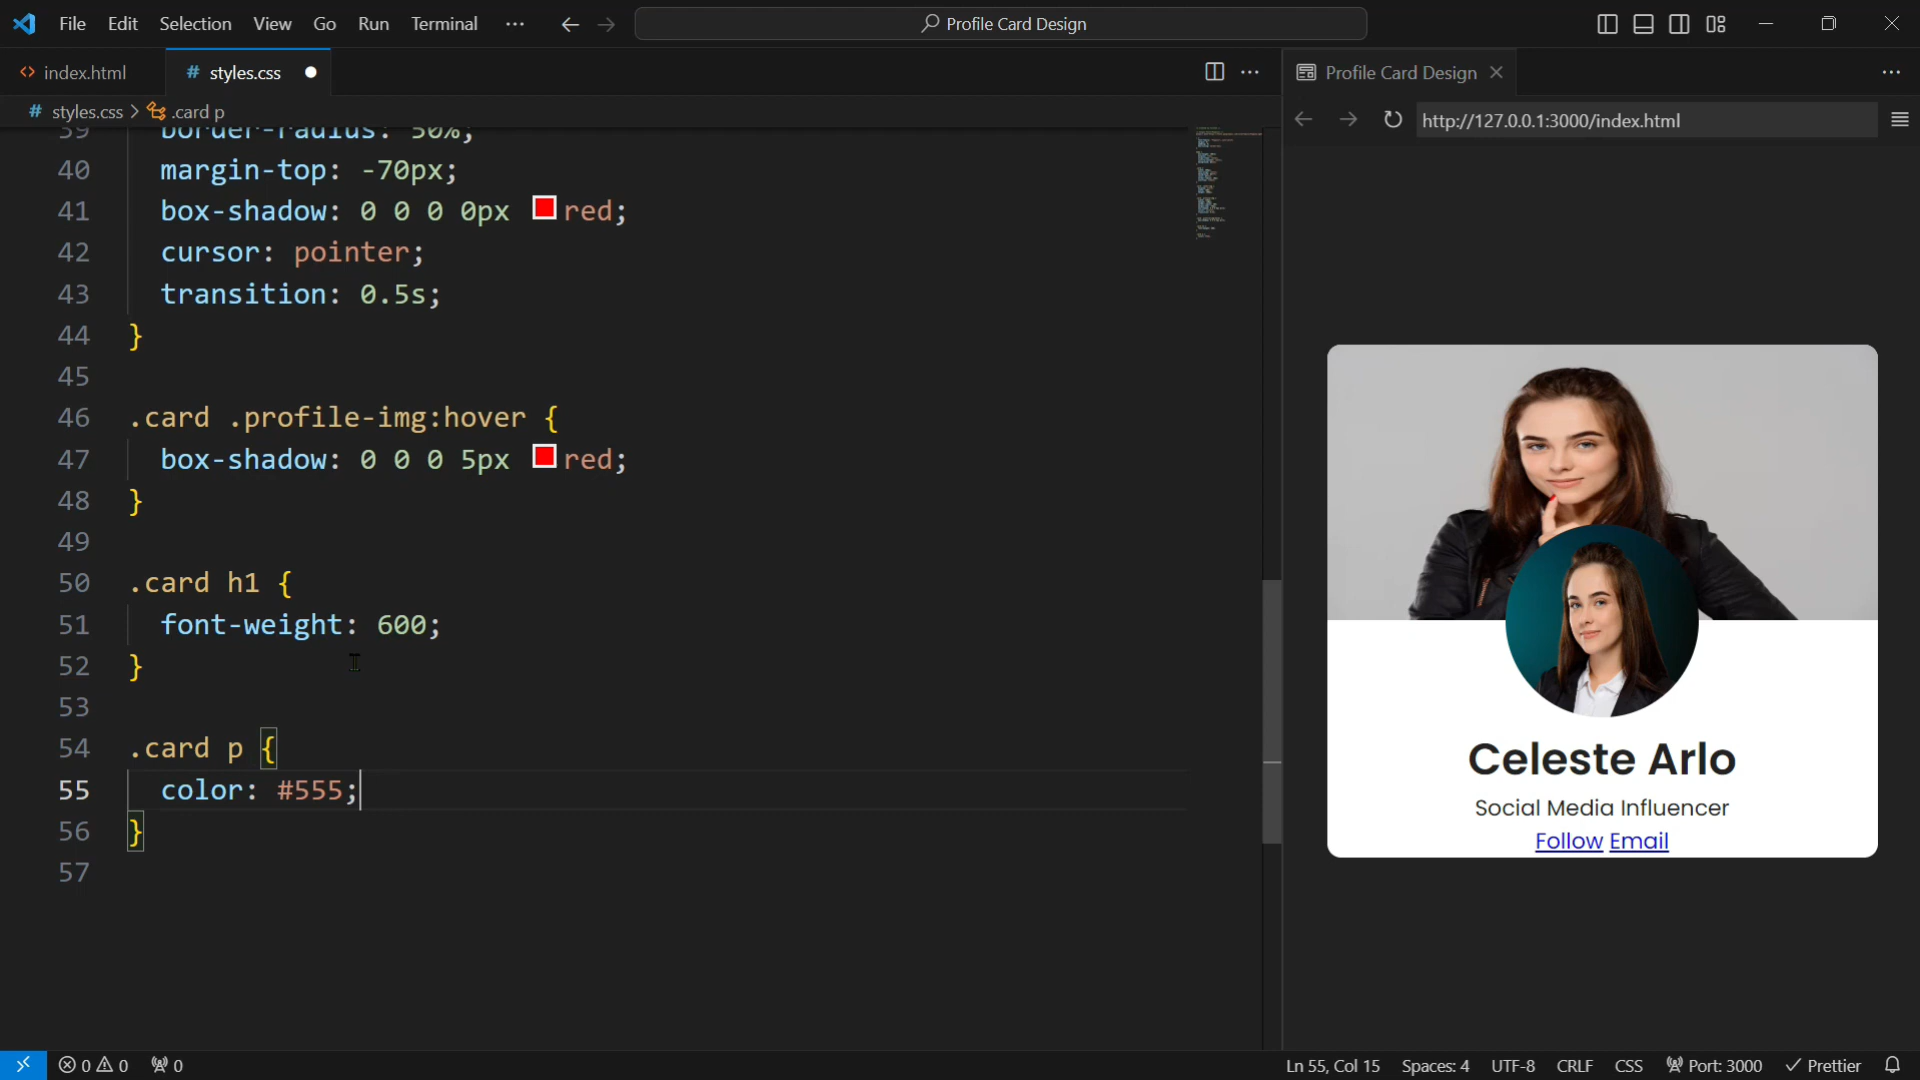 File Edit Selection View Go Run Terminal ···
Profile Card Design
index.html
# styles.css
Profile Card Design
# styles.css > .card p
http://127.0.0.1:3000/index.html
39 border-radius: 50%;
40 margin-top: -70px;
41 box-shadow: 0 0 0 0px red;
42 cursor: pointer;
43 transition: 0.5s;
44 }
45
46 .card .profile-img:hover {
47 box-shadow: 0 0 0 5px red;
48 }
49
50 .card h1 {
51 font-weight: 600;
52 }
53
54 .card p {
55 color: #555;
56 }
57
Celeste Arlo
Social Media Influencer
Follow Email
0 0 0
Ln 55, Col 15 Spaces: 4 UTF-8 CRLF CSS Port: 3000 Prettier